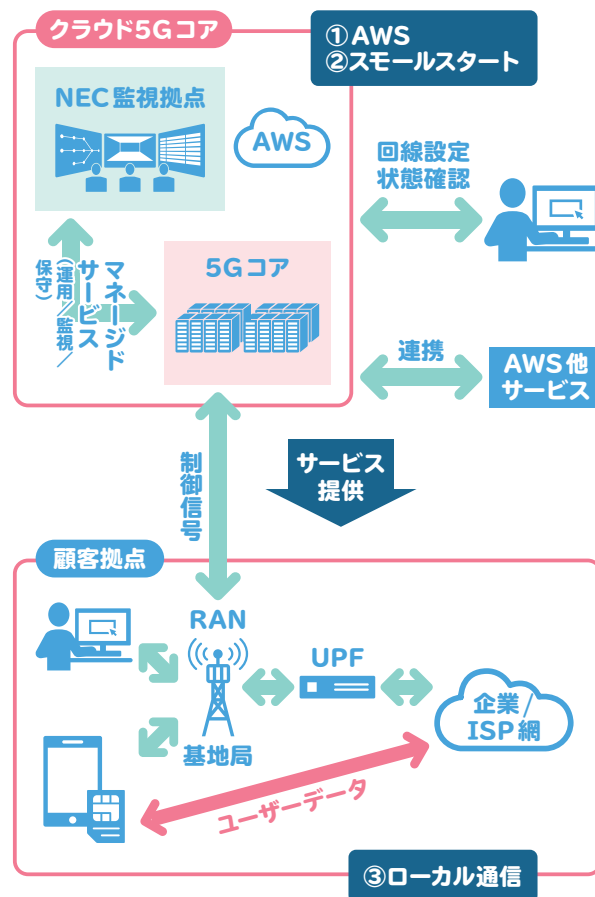 クラウド5Gコア
①AWS
②スモールスタート
NEC監視拠点
AWS
回線設定
状態確認
マネージド
サービス
(運用／監視／
保守)
5Gコア
連携
AWS他
サービス
制御信号
サービス
提供
顧客拠点
RAN
UPF
企業/
ISP網
基地局
ユーザーデータ
③ローカル通信